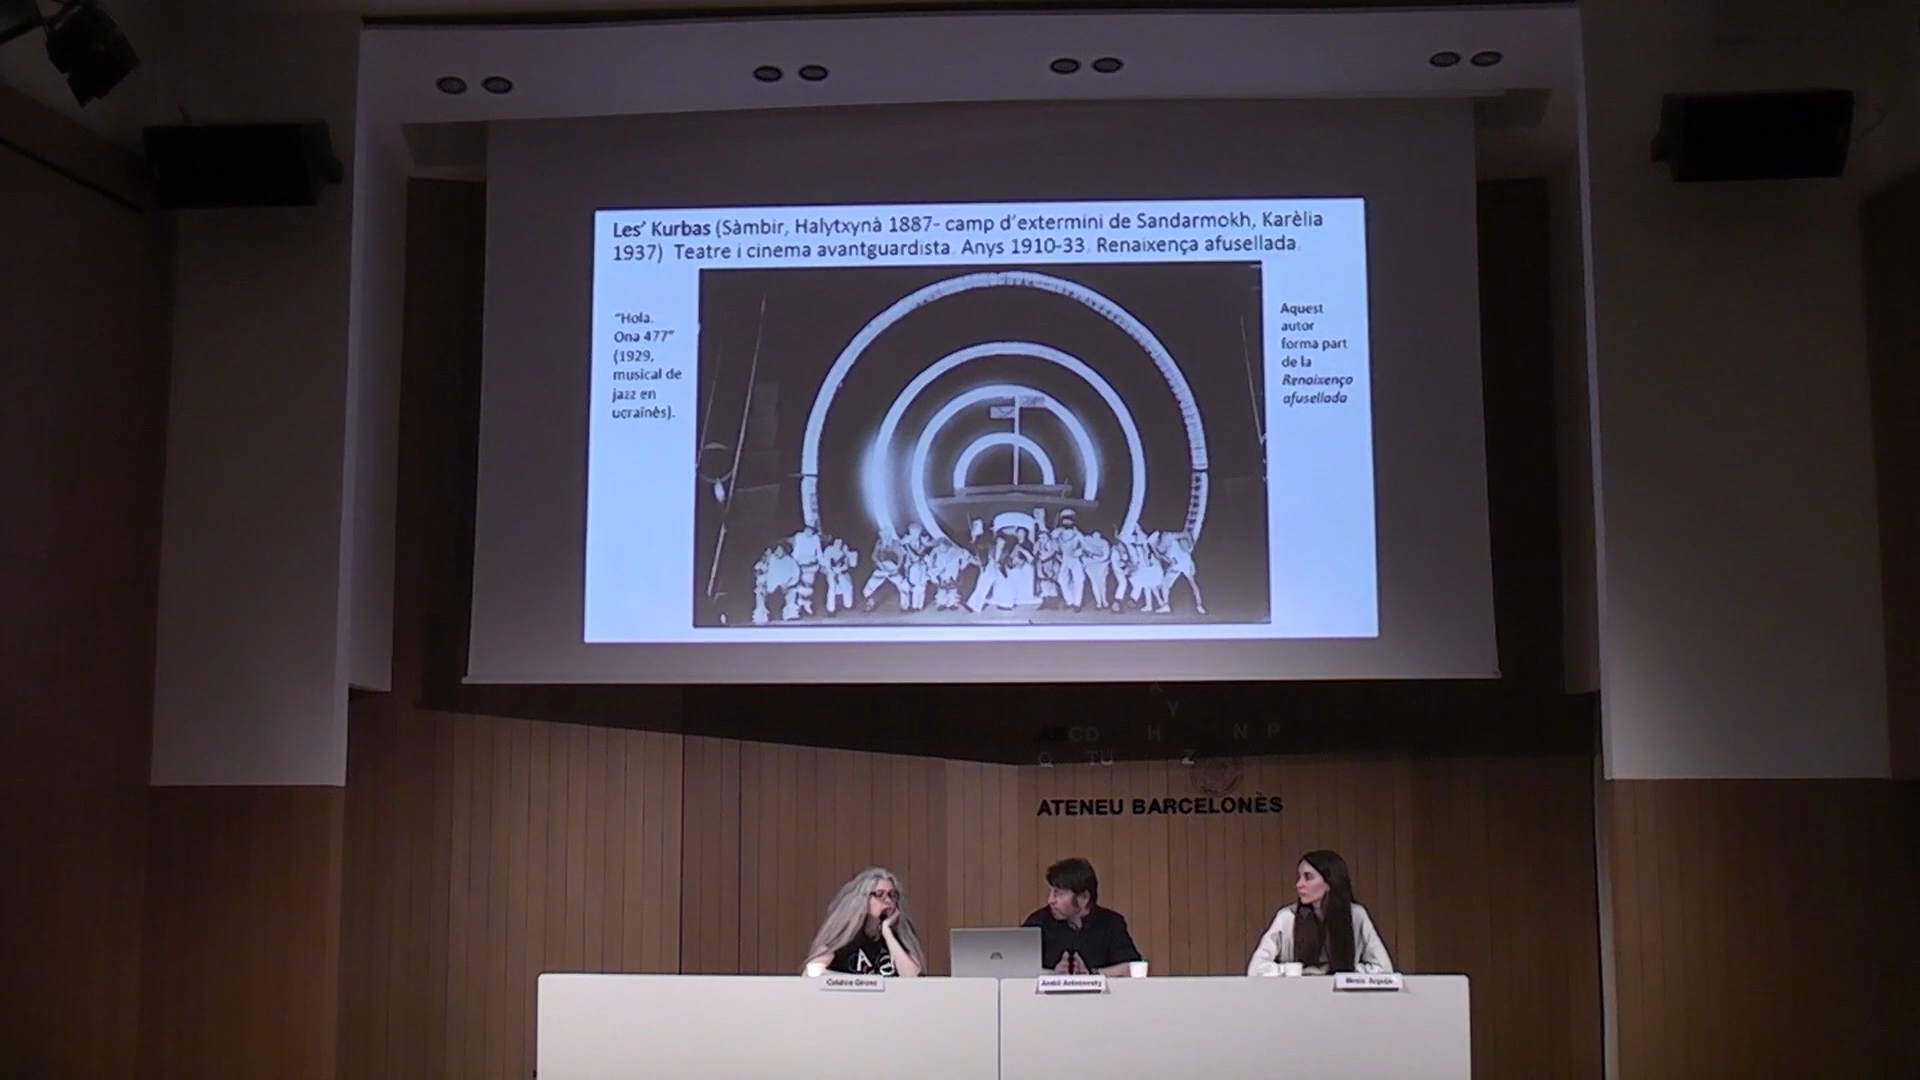 Les' Kurbas (Sàmbir, Halytxynà 1887- camp d'extermini de Sandarmokh, Karèlia
1937) Teatre i cinema avantguardista. Anys 1910-33. Renaixença afusellada.
"Hola.
Ona 477"
(1929,
musical de
jazz en
ucraïnès).
Aquest
autor
forma part
de la
Renaixença
afusellada
Y
CD H N P
Q TU Z
ATENEU BARCELONÈS